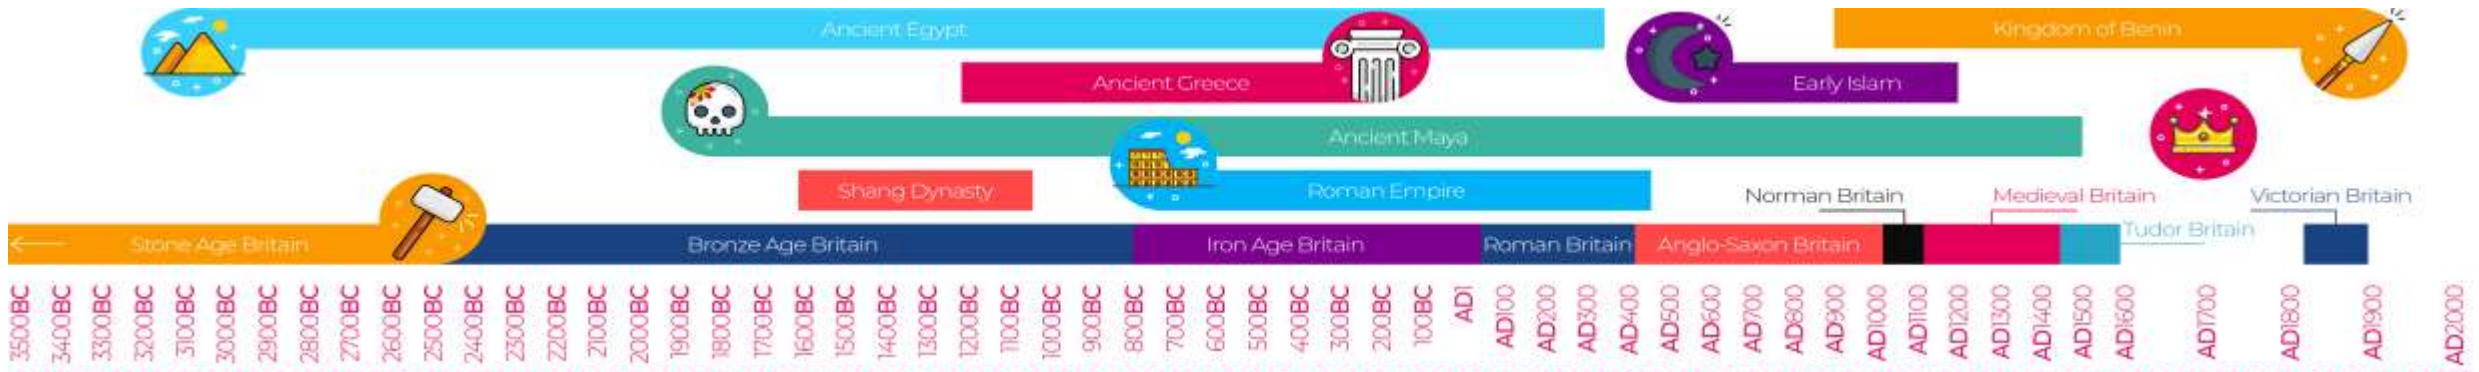 Ancient Egypt
Kingdom of Benin
Ancient Greece
Early Islam
Ancient Maya
Shang Dynasty
Roman Empire
Norman Britain
Medieval Britain
Victorian Britain
Tudor Britain
Stone Age Britain
Bronze Age Britain
Iron Age Britain
Roman Britain
Anglo-Saxon Britain
3500BC
3400BC
3300BC
3200BC
3100BC
3000BC
2900BC
2800BC
2700BC
2600BC
2500BC
2400BC
2300BC
2200BC
2100BC
2000BC
1900BC
1800BC
1700BC
1600BC
1500BC
1400BC
1300BC
1200BC
1100BC
1000BC
900BC
800BC
700BC
600BC
500BC
400BC
300BC
200BC
100BC
AD1
AD100
AD200
AD300
AD400
AD500
AD600
AD700
AD800
AD900
AD1000
AD1100
AD1200
AD1300
AD1400
AD1500
AD1600
AD1700
AD1800
AD1900
AD2000